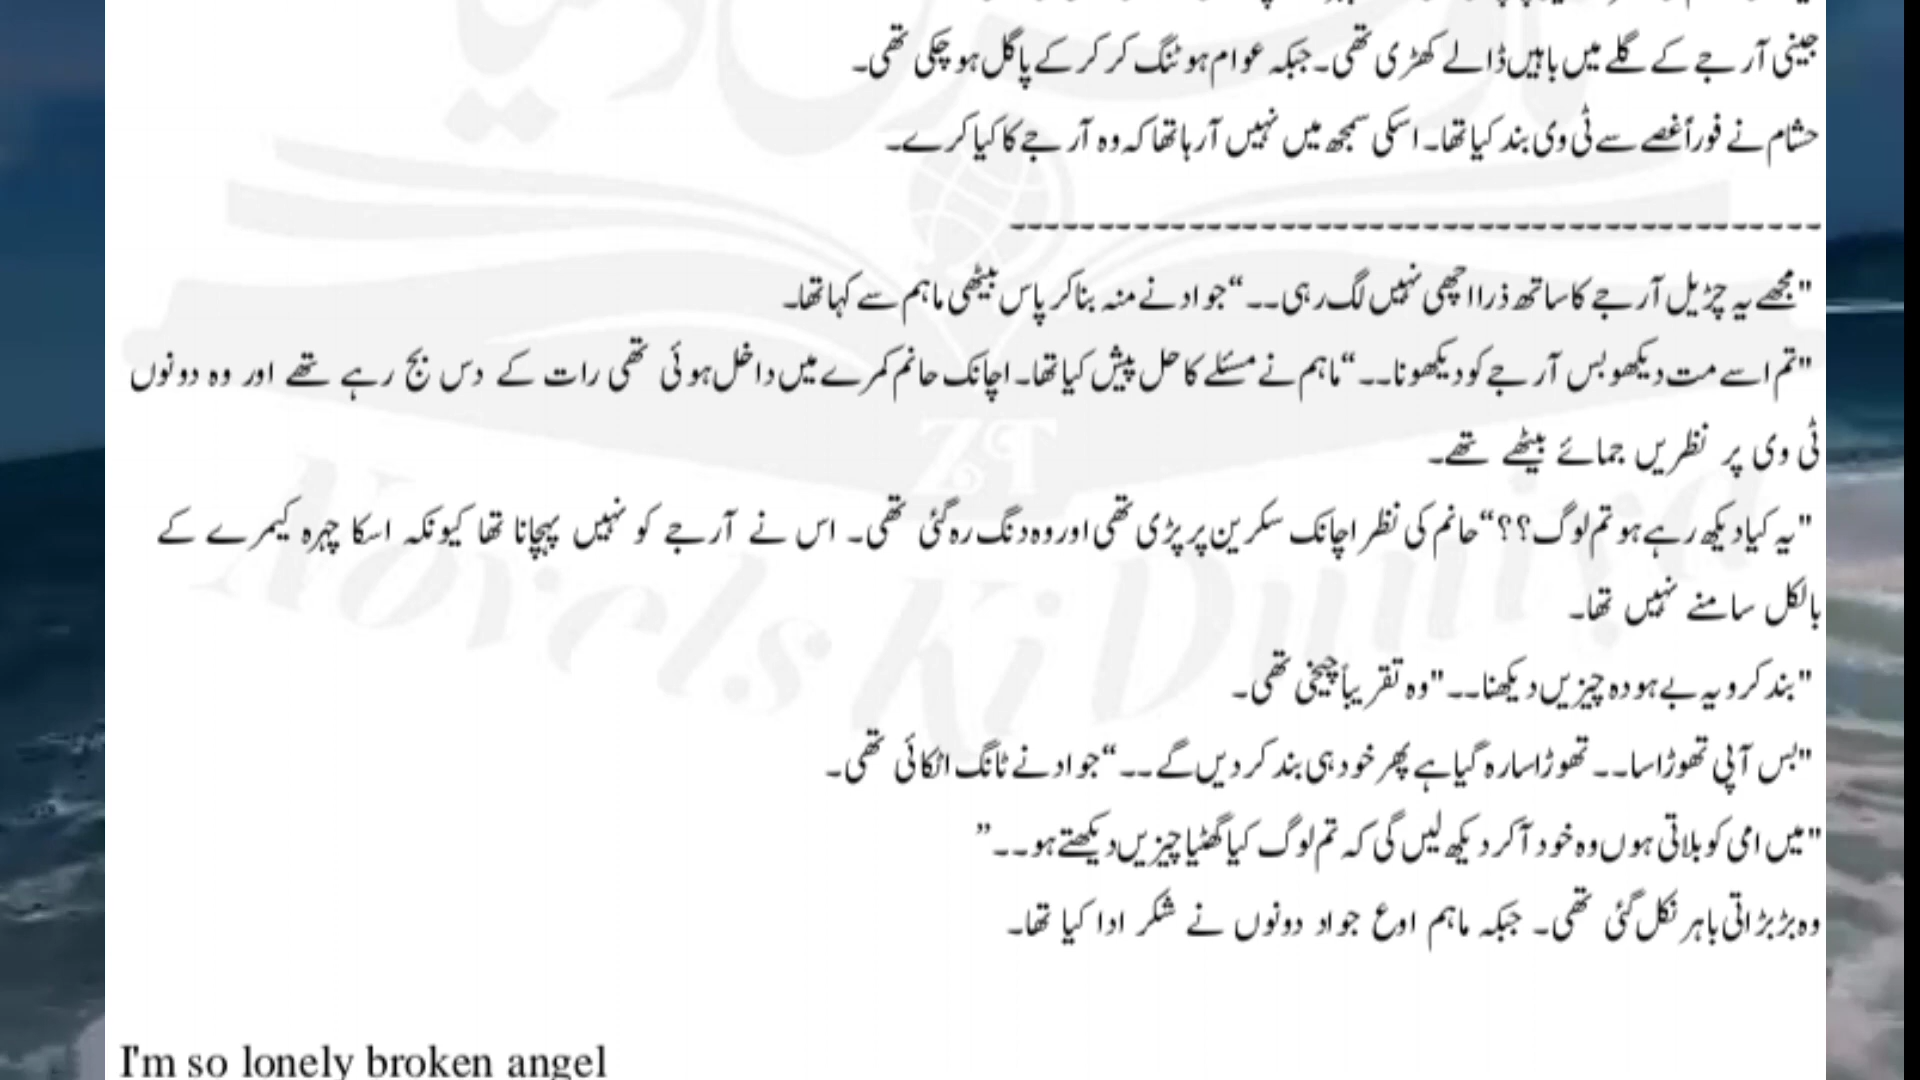 جینی آر جے کے گلے میں باہیں ڈالے کھڑی تھی۔ جبکہ عوام ہوٹنگ کر کر کے پاگل ہو چکی تھی۔
حشام نے فوراً غصے سے ٹی وی بند کیا تھا۔ اسکی سمجھ میں نہیں آرہا تھا کہ وہ آر جے کا کیا کرے۔
---------------------------------------------
"مجھے یہ چڑیل آر جے کا ساتھ ذرا اچھی نہیں لگ رہی۔۔“ جواد نے منہ بنا کر پاس بیٹھی ماہم سے کہا تھا۔
"تم اسے مت دیکھو بس آر جے کو دیکھو نا۔۔“ ماہم نے مسئلے کا حل پیش کیا تھا۔ اچانک حانم کمرے میں داخل ہوئی تھی رات کے دس بج رہے تھے اور وہ دونوں
ٹی وی پر نظریں جمائے بیٹھے تھے۔
"یہ کیا دیکھ رہے ہو تم لوگ؟؟“ حانم کی نظر اچانک سکرین پر پڑی تھی اور وہ دنگ رہ گئی تھی۔ اس نے آر جے کو نہیں پہچانا تھا کیونکہ اسکا چہرہ کیمرے کے
بالکل سامنے نہیں تھا۔
"بند کرو یہ بے ہودہ چیزیں دیکھنا۔۔" وہ تقریباً چیخی تھی۔
"بس آپی تھوڑا سا۔۔ تھوڑا سا رہ گیا ہے پھر خود ہی بند کر دیں گے۔۔“ جواد نے ٹانگ اٹکائی تھی۔
"میں امی کو بلاتی ہوں وہ خود آکر دیکھ لیں گی کہ تم لوگ کیا گھٹیا چیزیں دیکھتے ہو۔۔”
وہ بڑبڑاتی باہر نکل گئی تھی۔ جبکہ ماہم اوع جواد دونوں نے شکر ادا کیا تھا۔
I'm so lonely broken angel
Novels Ki Duniya